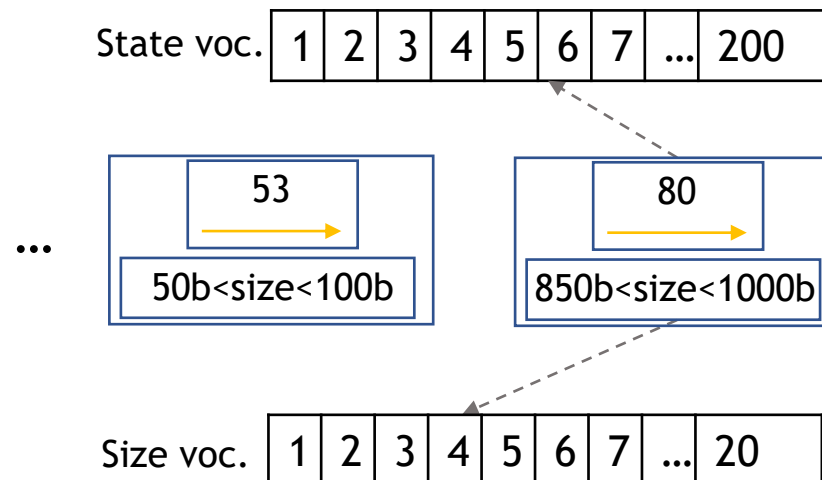 State voc. 1 2 3 4 5 6 7 ... 200
53 80
...
50b<size<100b 850b<size<1000b
Size voc. 1 2 3 4 5 6 7 ... 20